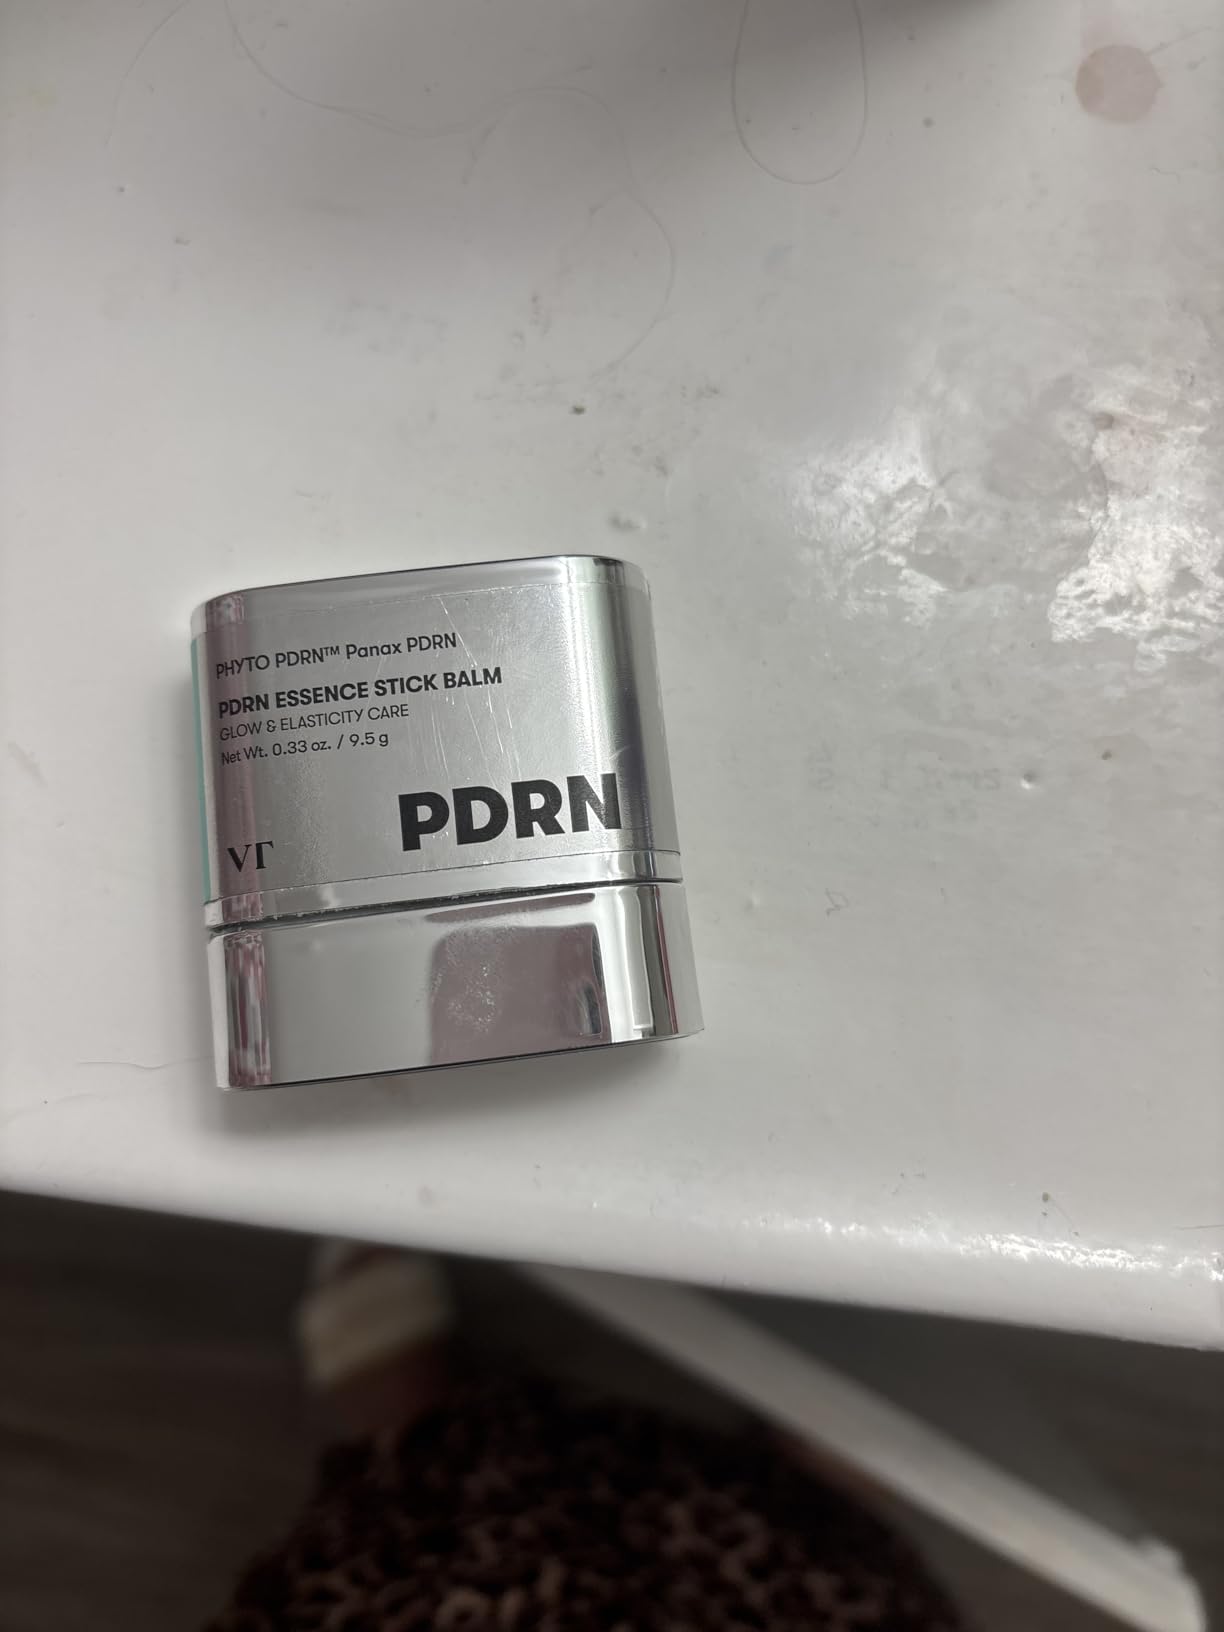 PHYTO PDRN™ Panax PDRN
PDRN ESSENCE STICK BALM
GLOW & ELASTICITY CARE
Net Wt. 0.33 oz. / 9.5 g
PDRN
VT